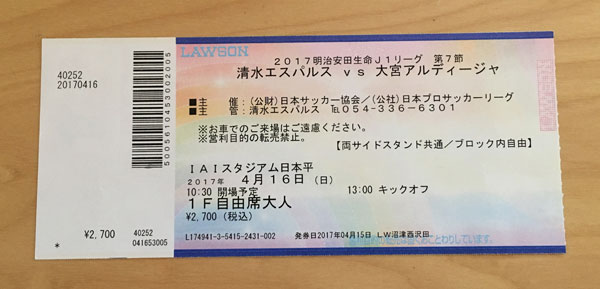 40252
20170416
5005610453002005
¥2,700
40252
*
041653005
LAWSON
2017明治安田生命J1リーグ 第7節
清水エスパルス vs 大宮アルディージャ
■主 催:(公財)日本サッカー協会/(公社)日本プロサッカーリーグ
■主 管:清水エスパルス ℡054-336-6301
※お車でのご来場はご遠慮ください。
※営利目的の転売禁止。
【両サイドスタンド共通/ブロック内自由】
IAIスタジアム日本平
2017年 4月16日(日)
10:30 開場予定 13:00 キックオフ
1F自由席大人
¥2,700(税込)
L174941-3-5415-2431-002 発券日2017年04月15日 LW沼津西沢田